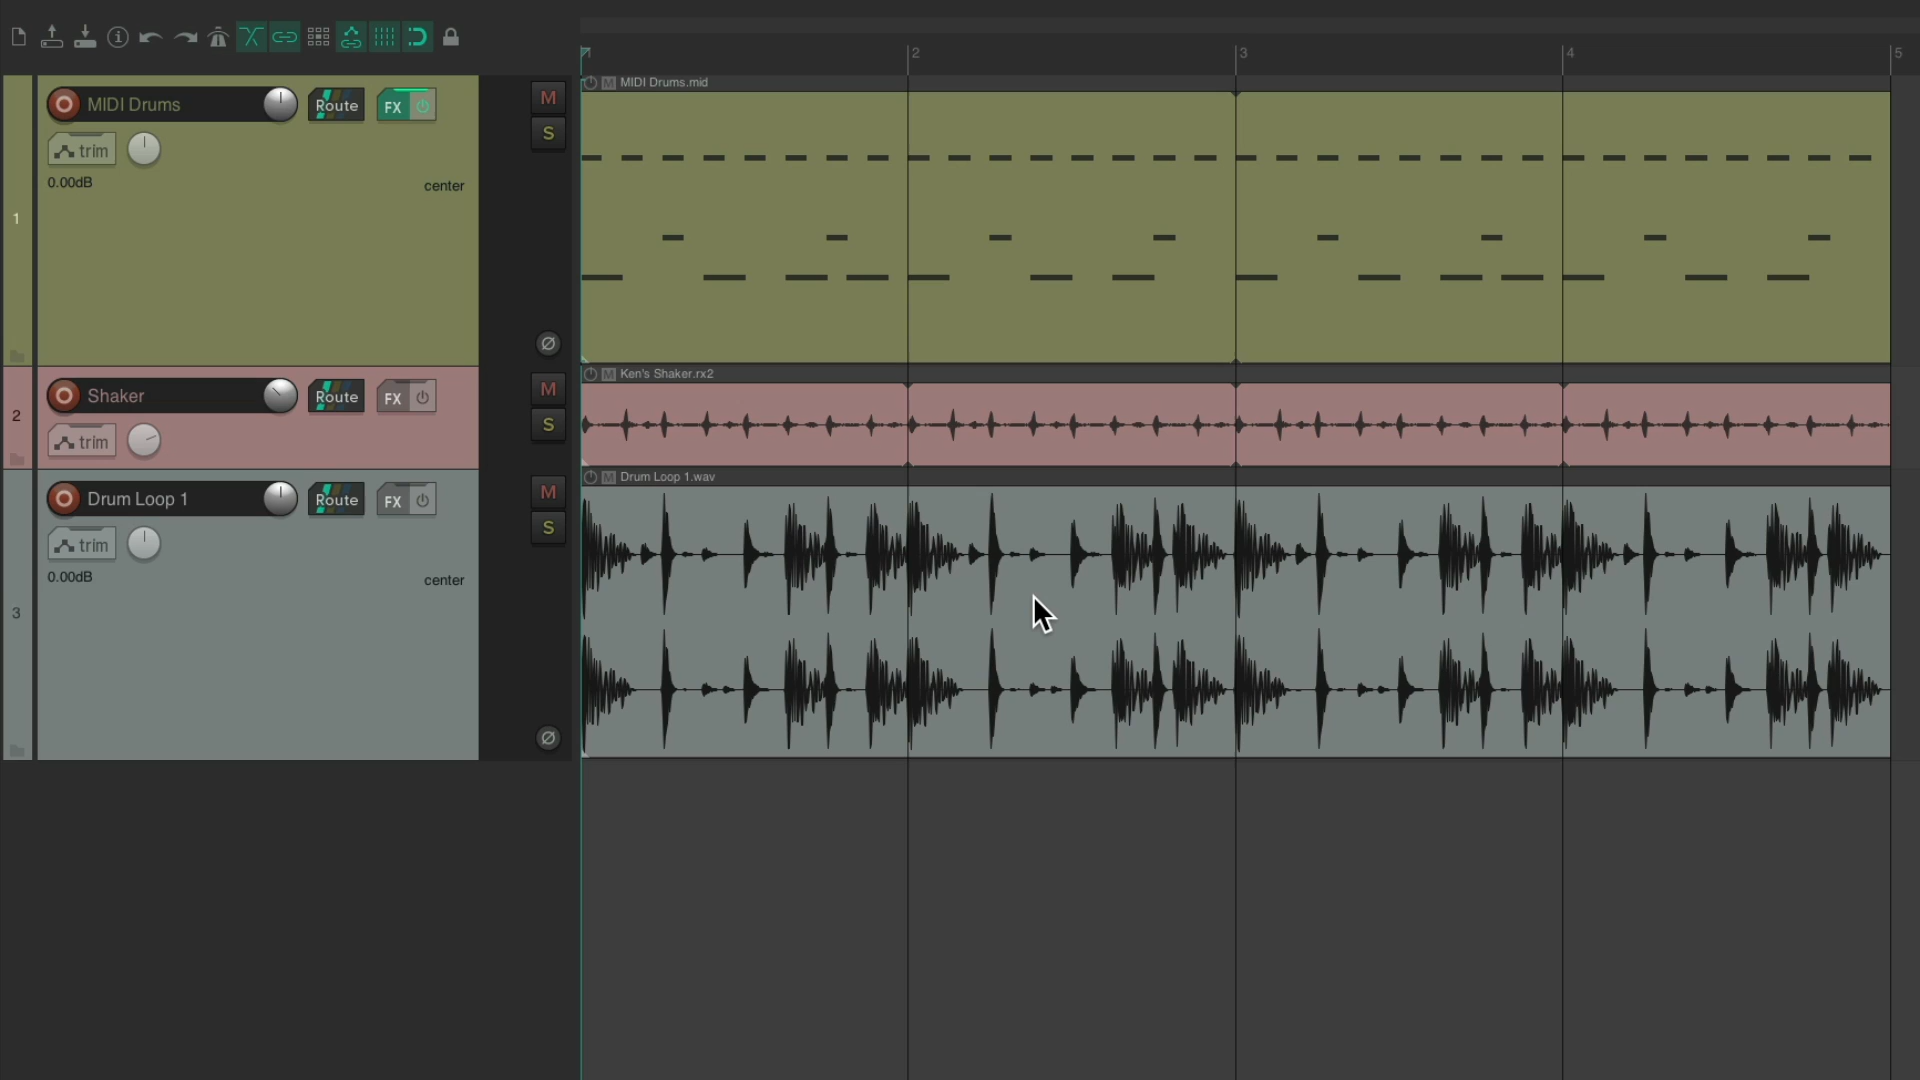 1 2 3 4 5
MIDI Drums Route FX M
S
trim
0.00dB center
1
MIDI Drums.mid
Shaker Route FX M
S
trim
2
M Ken's Shaker.rx2
Drum Loop 1 Route FX M
S
trim
0.00dB center
3
M Drum Loop 1.wav